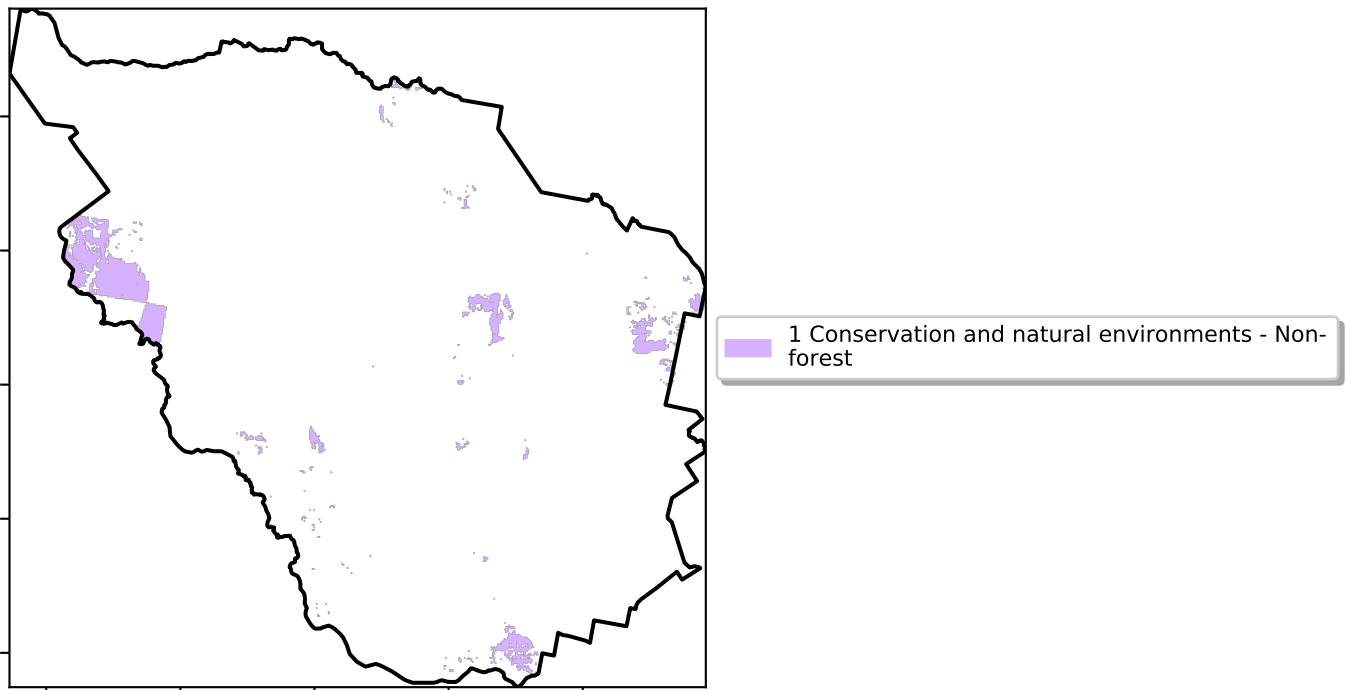 1 Conservation and natural environments - Non-
forest